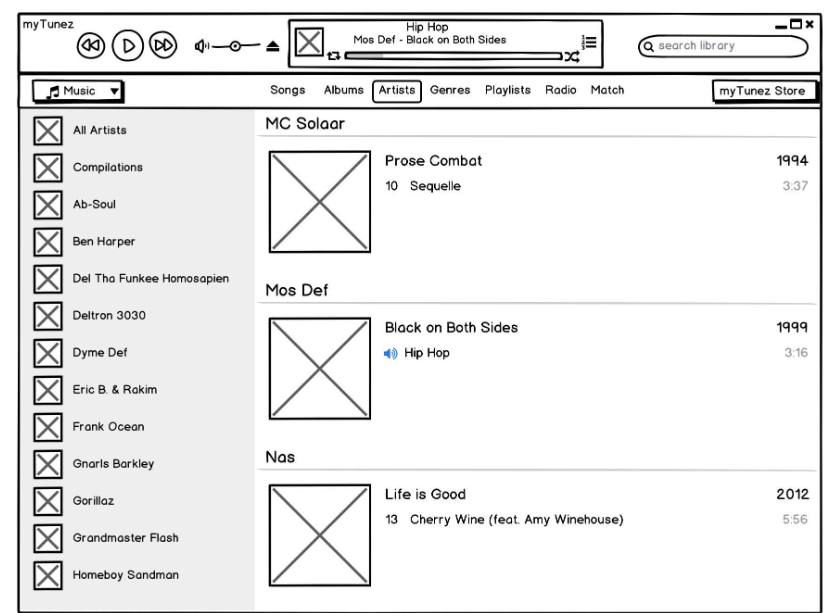 myTunez
Hip Hop
Mos Def - Black on Both Sides
search library
Music
Songs Albums Artists Genres Playlists Radio Match
myTunez Store
All Artists
Compilations
Ab-Soul
Ben Harper
Del Tha Funkee Homosapien
Deltron 3030
Dyme Def
Eric B. & Rakim
Frank Ocean
Gnarls Barkley
Gorillaz
Grandmaster Flash
Homeboy Sandman
MC Solaar
Prose Combat 1994
10 Sequelle 3:37
Mos Def
Black on Both Sides 1999
Hip Hop 3:16
Nas
Life is Good 2012
13 Cherry Wine (feat. Amy Winehouse) 5:56